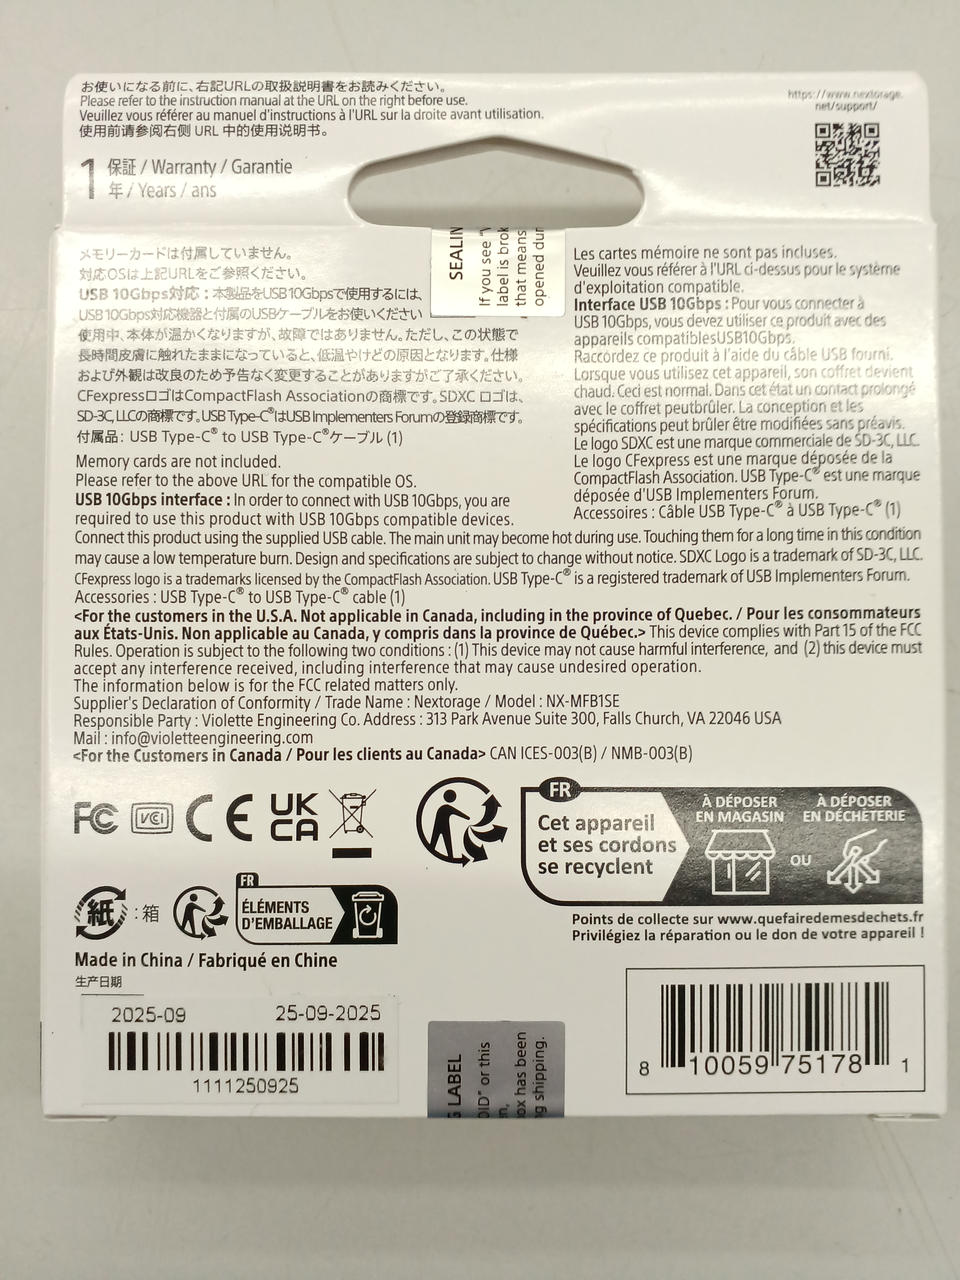 お使いになる前に、右記URLの取扱説明書をお読みください。
Please refer to the instruction manual at the URL on the right before use.
Veuillez vous référer au manuel d'instructions à l'URL sur la droite avant utilisation.
使用前请参阅右侧 URL 中的使用说明书。
https://www.nextorage.
net/support/
1 保証 / Warranty / Garantie
年 / Years / ans
SEALIN
If you see "V
label is brok
that means
opened dur
メモリーカードは付属していません。
対応OSは上記URLをご参照ください。
USB 10Gbps対応：本製品をUSB10Gbpsで使用するには、
USB10Gbps対応機器と付属のUSBケーブルをお使いください
使用中、本体が温かくなりますが、故障ではありません。ただし、この状態で
長時間皮膚に触れたままになっていると、低温やけどの原因となります。仕様
および外観は改良のため予告なく変更することがありますがご了承ください。
CFexpressロゴはCompactFlash Associationの商標です。SDXC ロゴは、
SD-3C, LLCの商標です。USB Type-C®はUSB Implementers Forumの登録商標です。
付属品：USB Type-C® to USB Type-C®ケーブル (1)
Memory cards are not included.
Please refer to the above URL for the compatible OS.
USB 10Gbps interface : In order to connect with USB 10Gbps, you are
required to use this product with USB 10Gbps compatible devices.
Les cartes mémoire ne sont pas incluses.
Veuillez vous référer à l'URL ci-dessus pour le système
d'exploitation compatible.
Interface USB 10Gbps : Pour vous connecter à
USB 10Gbps, vous devez utiliser ce produit avec des
appareils compatiblesUSB10Gbps.
Raccordez ce produit à l'aide du câble USB fourni.
Lorsque vous utilisez cet appareil, son coffret devient
chaud. Ceci est normal. Dans cet état un contact prolongé
avec le coffret peutbrûler. La conception et les
spécifications peut brûler être modifiées sans préavis.
Le logo SDXC est une marque commerciale de SD-3C, LLC.
Le logo CFexpress est une marque déposée de la
CompactFlash Association. USB Type-C® est une marque
déposée d'USB Implementers Forum.
Accessoires : Câble USB Type-C® à USB Type-C® (1)
Connect this product using the supplied USB cable. The main unit may become hot during use. Touching them for a long time in this condition
may cause a low temperature burn. Design and specifications are subject to change without notice. SDXC Logo is a trademark of SD-3C, LLC.
CFexpress logo is a trademarks licensed by the CompactFlash Association. USB Type-C® is a registered trademark of USB Implementers Forum.
Accessories : USB Type-C® to USB Type-C® cable (1)
<For the customers in the U.S.A. Not applicable in Canada, including in the province of Quebec. / Pour les consommateurs
aux États-Unis. Non applicable au Canada, y compris dans la province de Québec.> This device complies with Part 15 of the FCC
Rules. Operation is subject to the following two conditions : (1) This device may not cause harmful interference, and (2) this device must
accept any interference received, including interference that may cause undesired operation.
The information below is for the FCC related matters only.
Supplier's Declaration of Conformity / Trade Name : Nextorage / Model : NX-MFB1SE
Responsible Party : Violette Engineering Co. Address : 313 Park Avenue Suite 300, Falls Church, VA 22046 USA
Mail : info@violetteengineering.com
<For the Customers in Canada / Pour les clients au Canada> CAN ICES-003(B) / NMB-003(B)
FC VCI CE UK
CA
FR
Cet appareil
et ses cordons
se recyclent
À DÉPOSER
EN MAGASIN
OU
À DÉPOSER
EN DÉCHÈTERIE
紙 : 箱
FR
ÉLÉMENTS
D'EMBALLAGE
Points de collecte sur www.quefairedemesdechets.fr
Privilégiez la réparation ou le don de votre appareil !
Made in China / Fabriqué en Chine
生产日期
2025-09 25-09-2025
1111250925
G LABEL
OID" or this
n,
ox has been
g shipping.
8 10059 75178 1